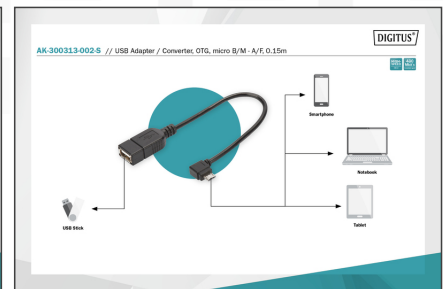 DIGITUS®
AK-300313-002-S // USB Adapter / Converter, OTG, micro B/M - A/F, 0.15m
Smartphone
Notebook
USB Stick
Tablet